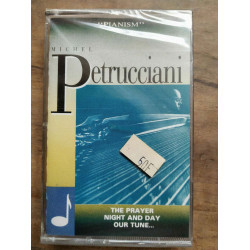 "PIANISM"
MICHEL
Petrucciani
50F
THE PRAYER
NIGHT AND DAY
OUR TUNE...